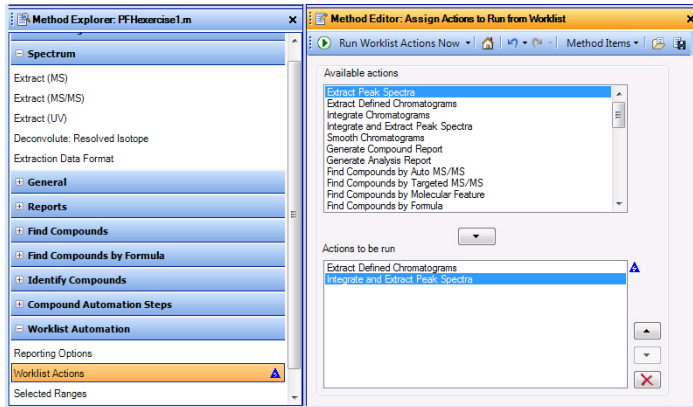 Method Explorer: PFHexercise1.m
Spectrum
Extract (MS)
Extract (MS/MS)
Extract (UV)
Deconvolute: Resolved Isotope
Extraction Data Format
General
Reports
Find Compounds
Find Compounds by Formula
Identify Compounds
Compound Automation Steps
Worklist Automation
Reporting Options
Worklist Actions
Selected Ranges
Method Editor: Assign Actions to Run from Worklist
Run Worklist Actions Now
Method Items
Available actions
Extract Peak Spectra
Extract Defined Chromatograms
Integrate Chromatograms
Integrate and Extract Peak Spectra
Smooth Chromatograms
Generate Compound Report
Generate Analysis Report
Find Compounds by Auto MS/MS
Find Compounds by Targeted MS/MS
Find Compounds by Molecular Feature
Find Compounds by Formula
Actions to be run
Extract Defined Chromatograms
Integrate and Extract Peak Spectra